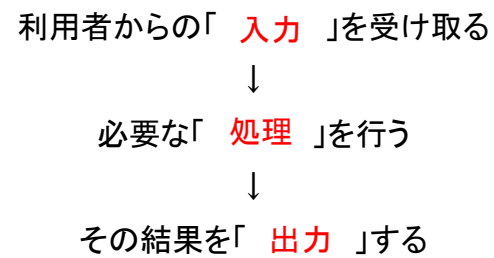 利用者からの「 入力 」を受け取る
↓
必要な「 処理 」を行う
↓
その結果を「 出力 」する